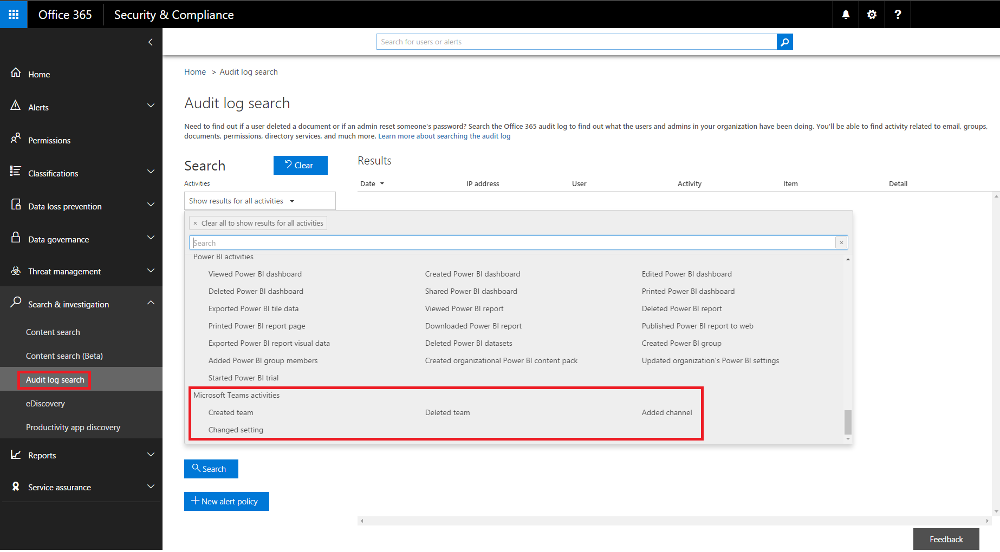 Office 365
Security & Compliance
?
Search for users or alerts
Home
Alerts
Permissions
Classifications
Data loss prevention
Data governance
Threat management
Search & investigation
Content search
Content search (Beta)
Audit log search
eDiscovery
Productivity app discovery
Reports
Service assurance
Home > Audit log search
Audit log search
Need to find out if a user deleted a document or if an admin reset someone's password? Search the Office 365 audit log to find out what the users and admins in your organization have been doing. You'll be able to find activity related to email, groups,
documents, permissions, directory services, and much more. Learn more about searching the audit log
Search
Clear
Activities
Show results for all activities
Results
Date IP address User Activity Item Detail
× Clear all to show results for all activities
Search ×
Power BI activities
Viewed Power BI dashboard Created Power BI dashboard Edited Power BI dashboard
Deleted Power BI dashboard Shared Power BI dashboard Printed Power BI dashboard
Exported Power BI tile data Viewed Power BI report Deleted Power BI report
Printed Power BI report page Downloaded Power BI report Published Power BI report to web
Exported Power BI report visual data Deleted Power BI datasets Created Power BI group
Added Power BI group members Created organizational Power BI content pack Updated organization's Power BI settings
Started Power BI trial
Microsoft Teams activities
Created team Deleted team Added channel
Changed setting
Search
New alert policy
Feedback